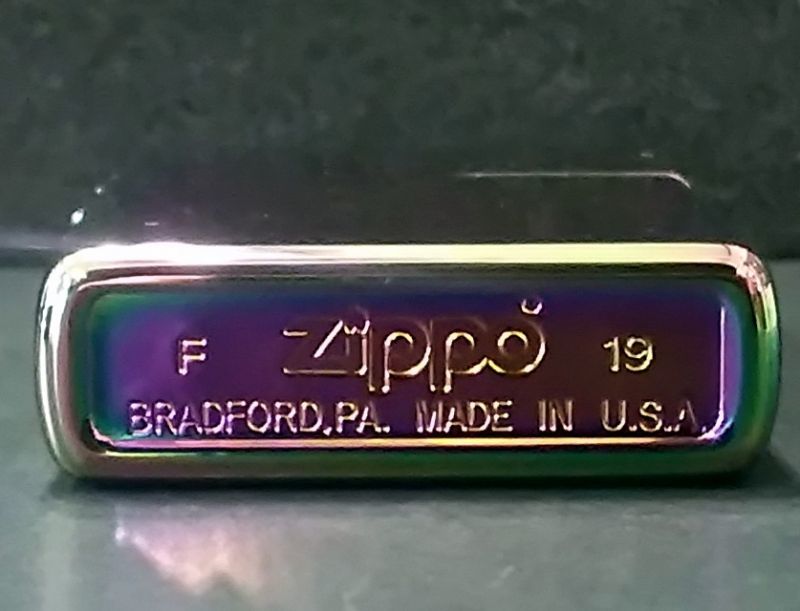 F Zippo 19
BRADFORD,PA. MADE IN U.S.A.